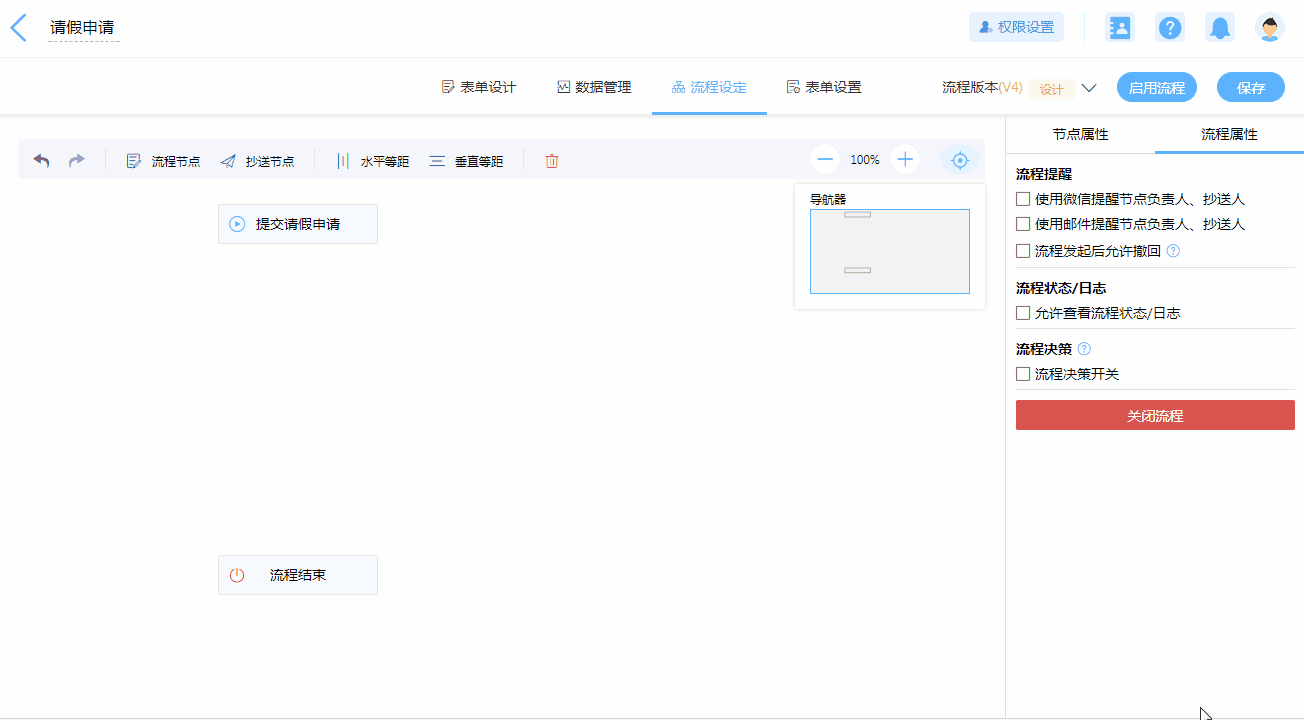 请假申请
权限设置
表单设计
数据管理
流程设定
表单设置
流程版本(V4)
设计
启用流程
保存
节点属性
流程属性
流程节点
抄送节点
水平等距
垂直等距
100%
导航器
提交请假申请
流程结束
流程提醒
使用微信提醒节点负责人、抄送人
使用邮件提醒节点负责人、抄送人
流程发起后允许撤回
流程状态/日志
允许查看流程状态/日志
流程决策
流程决策开关
关闭流程